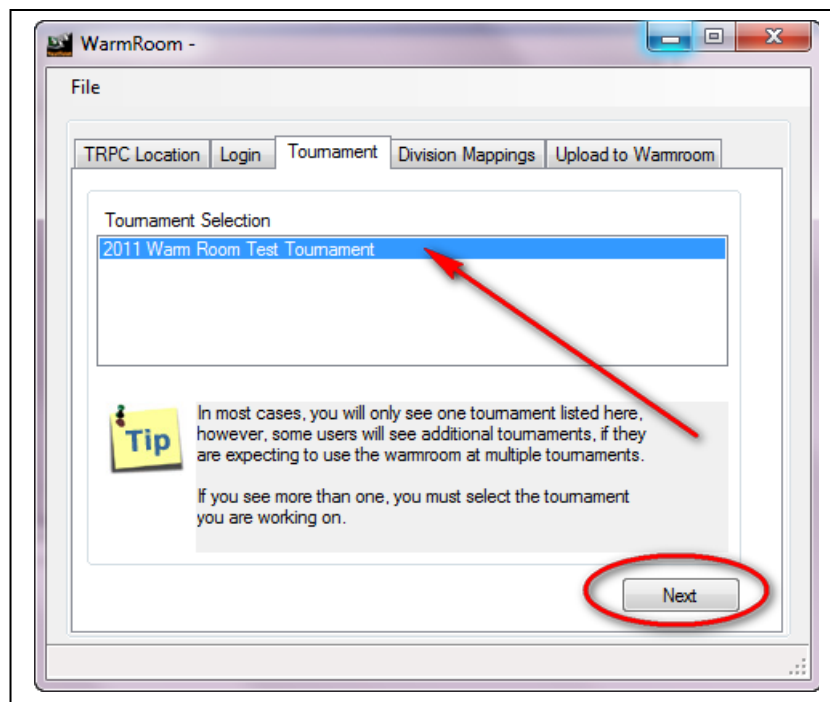 WarmRoom -
File
TRPC Location Login Tournament Division Mappings Upload to Warmroom
Tournament Selection
2011 Warm Room Test Tournament
Tip
In most cases, you will only see one tournament listed here,
however, some users will see additional tournaments, if they
are expecting to use the warmroom at multiple tournaments.
If you see more than one, you must select the tournament
you are working on.
Next